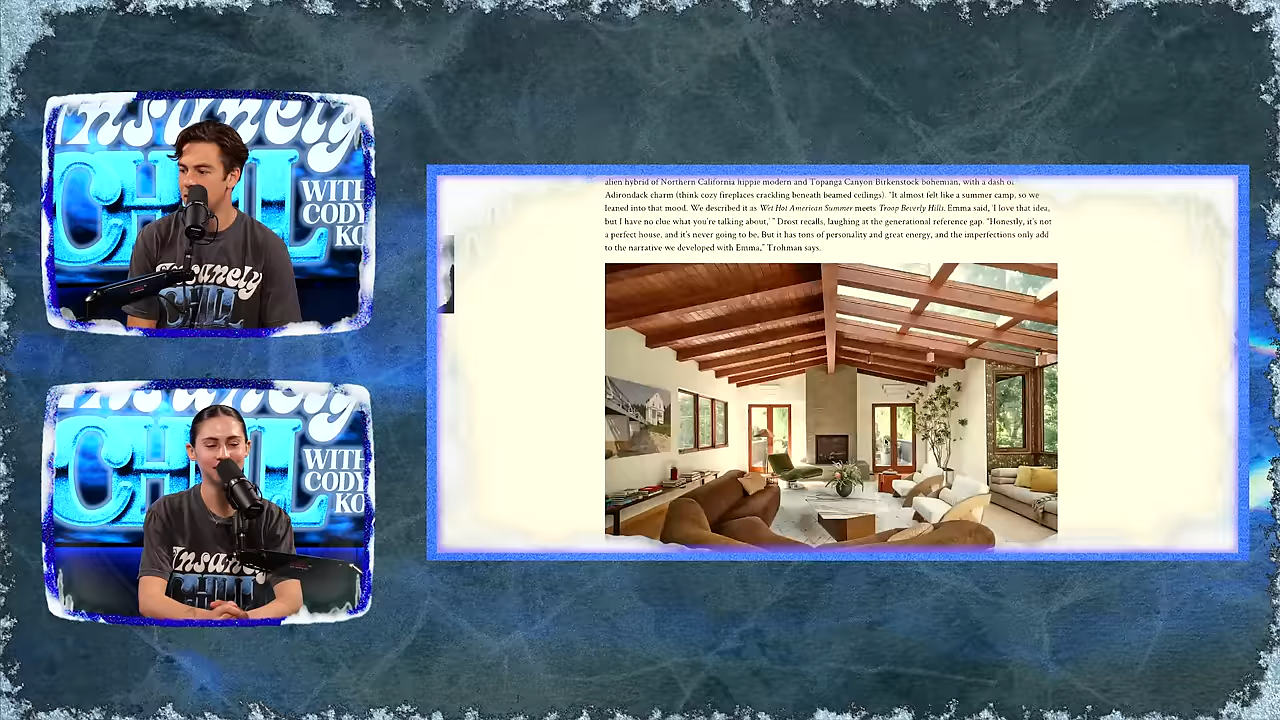 Insanely
CHILL
WITH
CODY
KO
Insanely
CHILL
Insanely
CHILL
WITH
CODY
KO
Insanely
CHILL
alien hybrid of Northern California hippie modern and Topanga Canyon Birkenstock bohemian, with a dash of
Adirondack charm (think cozy fireplaces crackling beneath beamed ceilings). "It almost felt like a summer camp, so we
leaned into that mood. We described it as Wet Hot American Summer meets Troop Beverly Hills. Emma said, 'I love that idea,
but I have no clue what you're talking about,' " Drost recalls, laughing at the generational reference gap. "Honestly, it's not
a perfect house, and it's never going to be. But it has tons of personality and great energy, and the imperfections only add
to the narrative we developed with Emma," Trohman says.